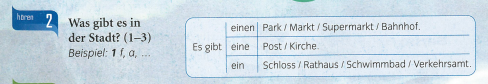 hören 2
Was gibt es in
der Stadt? (1–3)
Beispiel: 1 f, a, ...
Es gibt
einen Park / Markt / Supermarkt / Bahnhof.
eine Post / Kirche.
ein Schloss / Rathaus / Schwimmbad / Verkehrsamt.